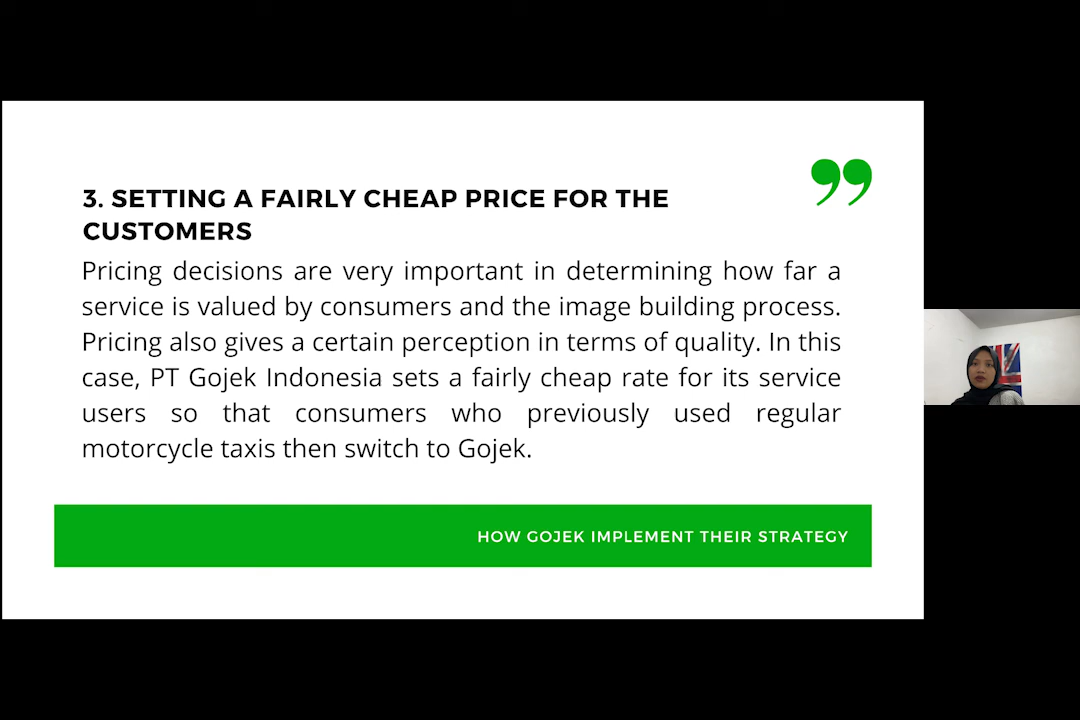 3. SETTING A FAIRLY CHEAP PRICE FOR THE
CUSTOMERS
Pricing decisions are very important in determining how far a
service is valued by consumers and the image building process.
Pricing also gives a certain perception in terms of quality. In this
case, PT Gojek Indonesia sets a fairly cheap rate for its service
users so that consumers who previously used regular
motorcycle taxis then switch to Gojek.
HOW GOJEK IMPLEMENT THEIR STRATEGY